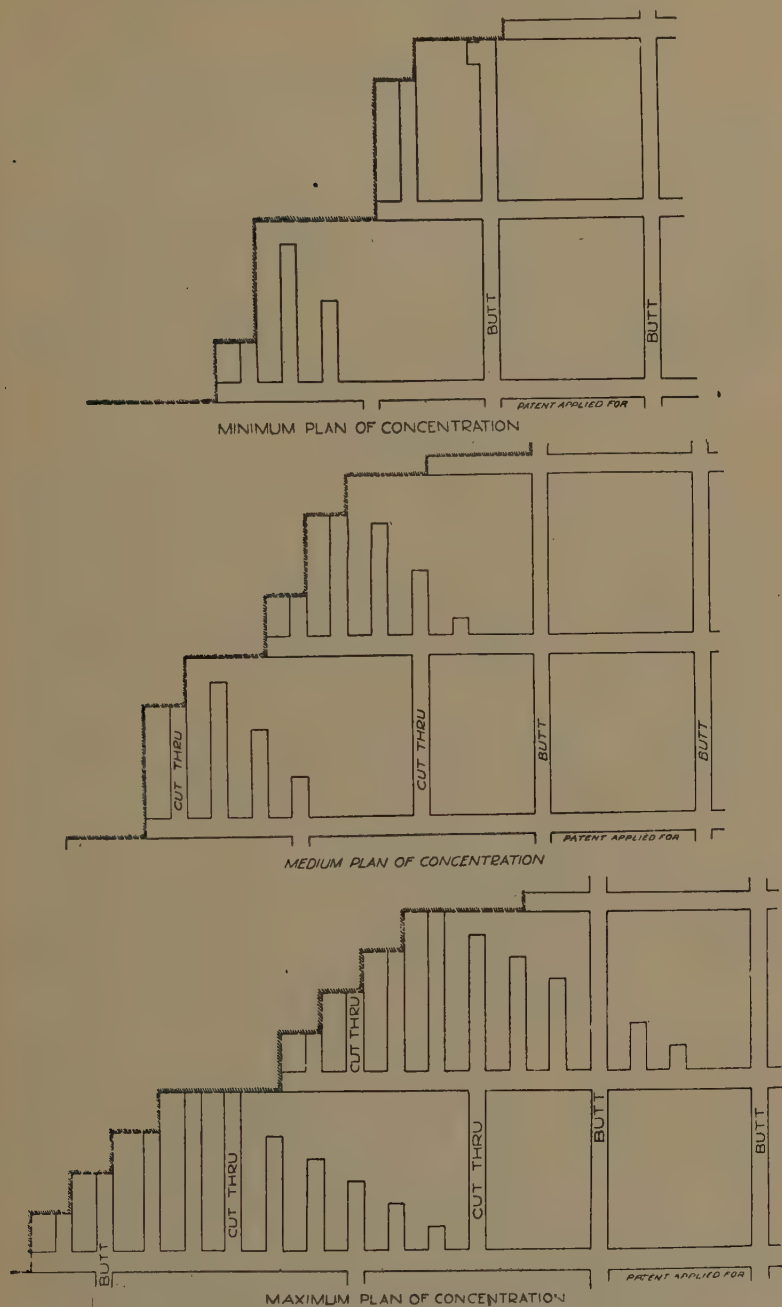 BUTT
BUTT
PATENT APPLIED FOR
MINIMUM PLAN OF CONCENTRATION
CUT THRU
CUT THRU
BUTT
BUTT
PATENT APPLIED FOR
MEDIUM PLAN OF CONCENTRATION
CUT THRU
CUT THRU
CUT THRU
BUTT
BUTT
BUTT
PATENT APPLIED FOR
MAXIMUM PLAN OF CONCENTRATION